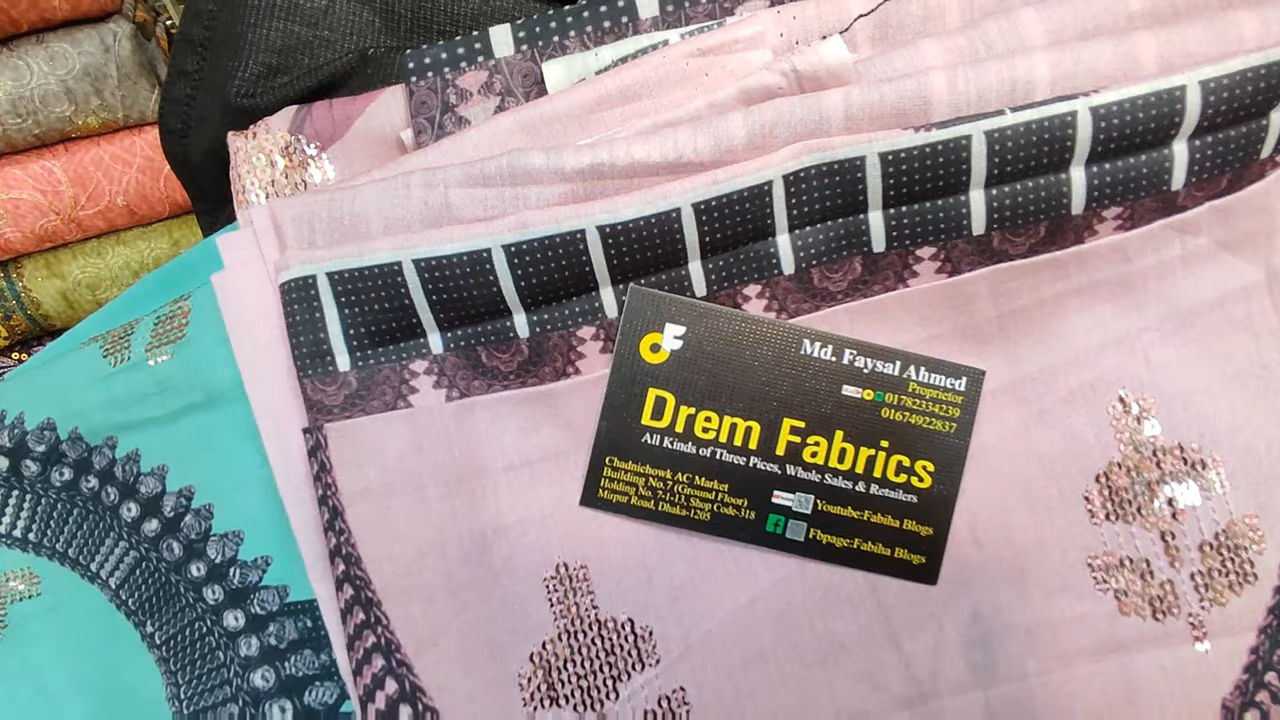 DF
Md. Faysal Ahmed
Proprietor
01782334239
01674922837
Drem Fabrics
All Kinds of Three Pices, Whole Sales & Retailers
Chadnichowk AC Market
Building No.7 (Ground Floor)
Holding No. 7-1-13, Shop Code-318
Mirpur Road, Dhaka-1205
Youtube:Fabiha Blogs
Fbpage:Fabiha Blogs